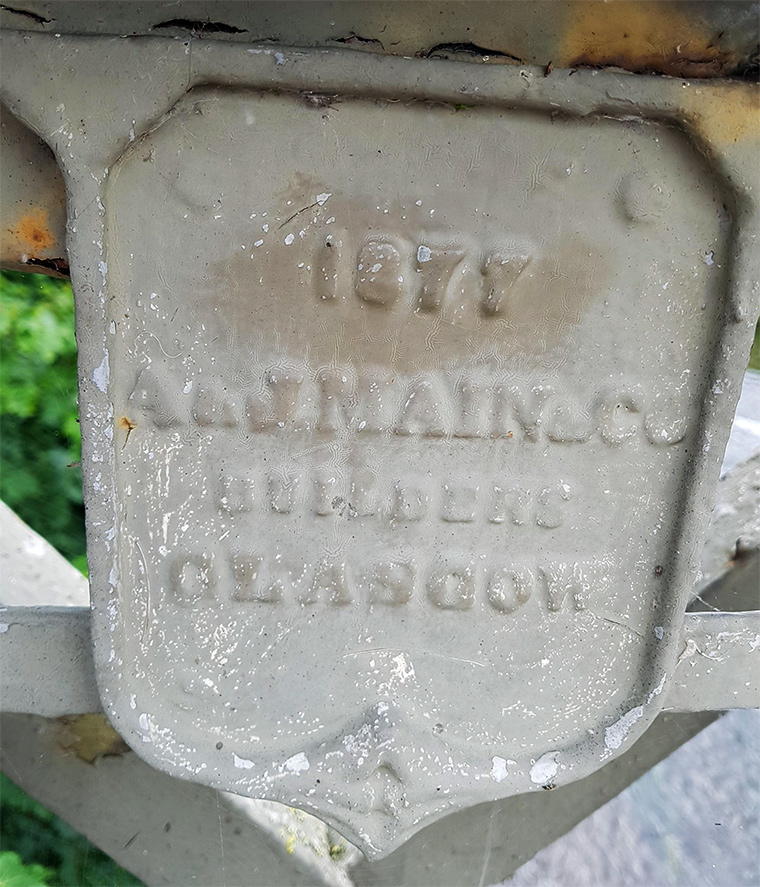 1877
A & J MAIN & CO
BUILDERS
GLASGOW